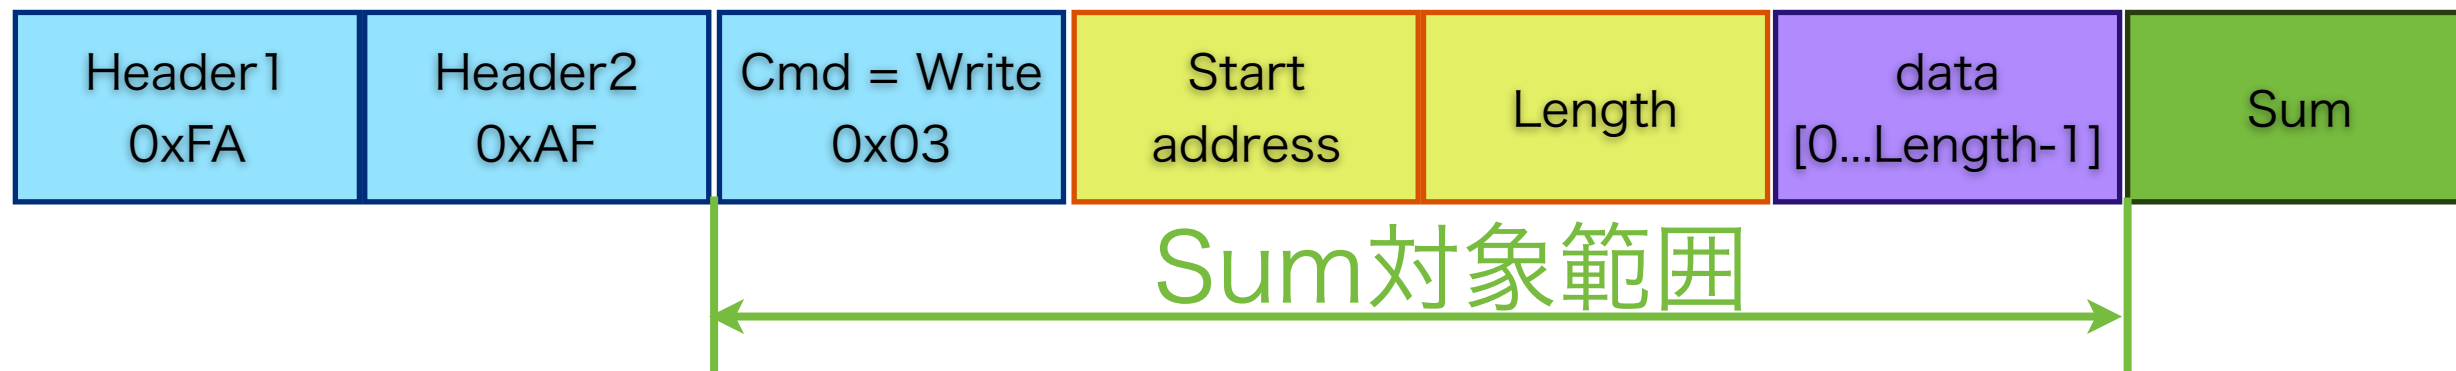 Header1
0xFA
Header2
0xAF
Cmd = Write
0x03
Start
address
Length
data
[0...Length-1]
Sum
Sum対象範囲